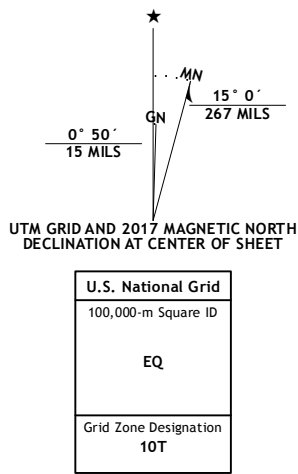 ★
MN
GN
15° 0´
267 MILS
0° 50´
15 MILS
UTM GRID AND 2017 MAGNETIC NORTH
DECLINATION AT CENTER OF SHEET
U.S. National Grid
100,000-m Square ID
EQ
Grid Zone Designation
10T